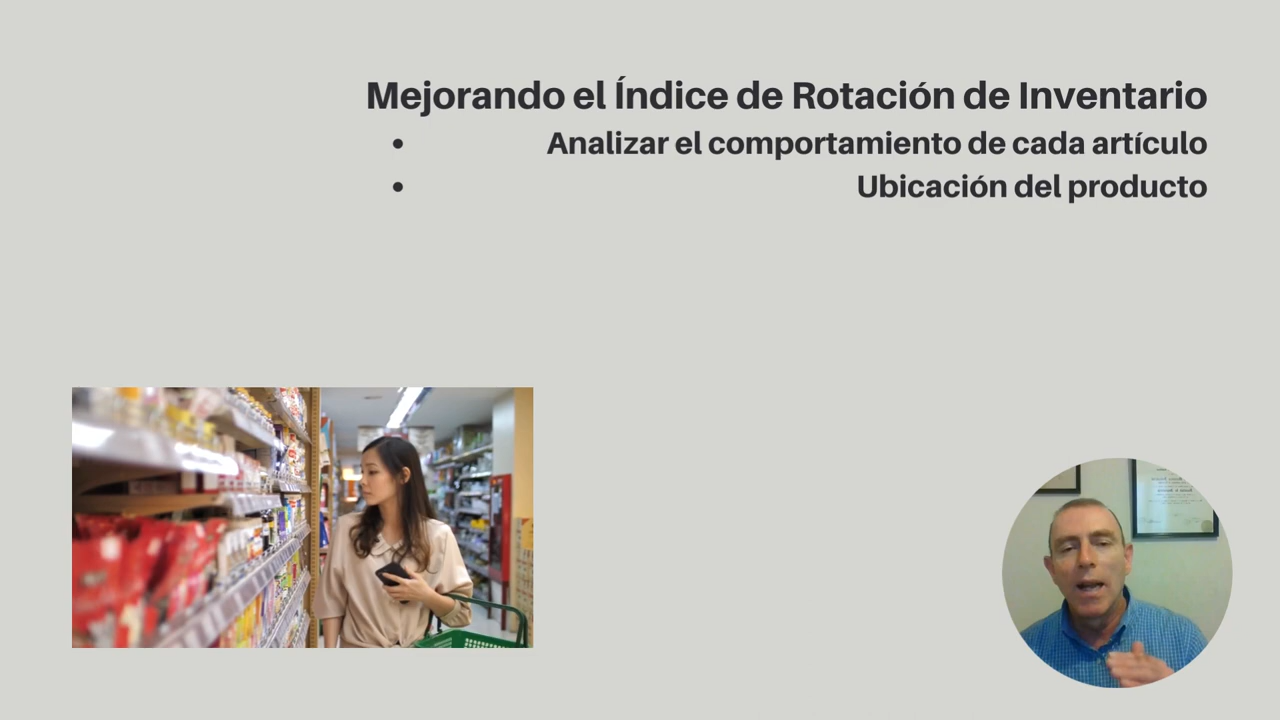 Mejorando el Índice de Rotación de Inventario
• Analizar el comportamiento de cada artículo
• Ubicación del producto